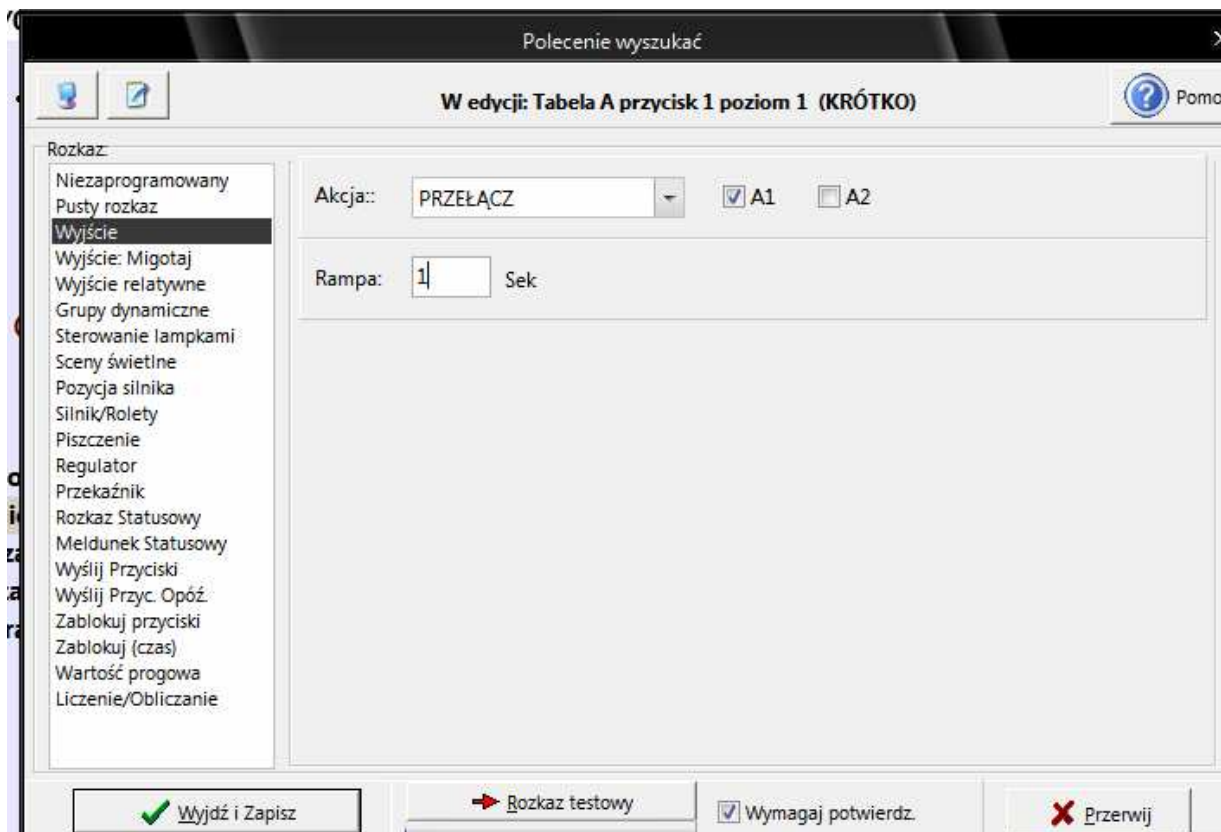 Polecenie wyszukać
W edycji: Tabela A przycisk 1 poziom 1 (KRÓTKO)
Pomo
Rozkaz:
Niezaprogramowany
Pusty rozkaz
Wyjście
Wyjście: Migotaj
Wyjście relatywne
Grupy dynamiczne
Sterowanie lampkami
Sceny świetlne
Pozycja silnika
Silnik/Rolety
Piszczenie
Regulator
Przekaźnik
Rozkaz Statusowy
Meldunek Statusowy
Wyślij Przyciski
Wyślij Przyc. Opóź.
Zablokuj przyciski
Zablokuj (czas)
Wartość progowa
Liczenie/Obliczanie
Akcja:: PRZEŁĄCZ A1 A2
Rampa: 1 Sek
Wyjdź i Zapisz
Rozkaz testowy
Wymagaj potwierdz.
Przerwij